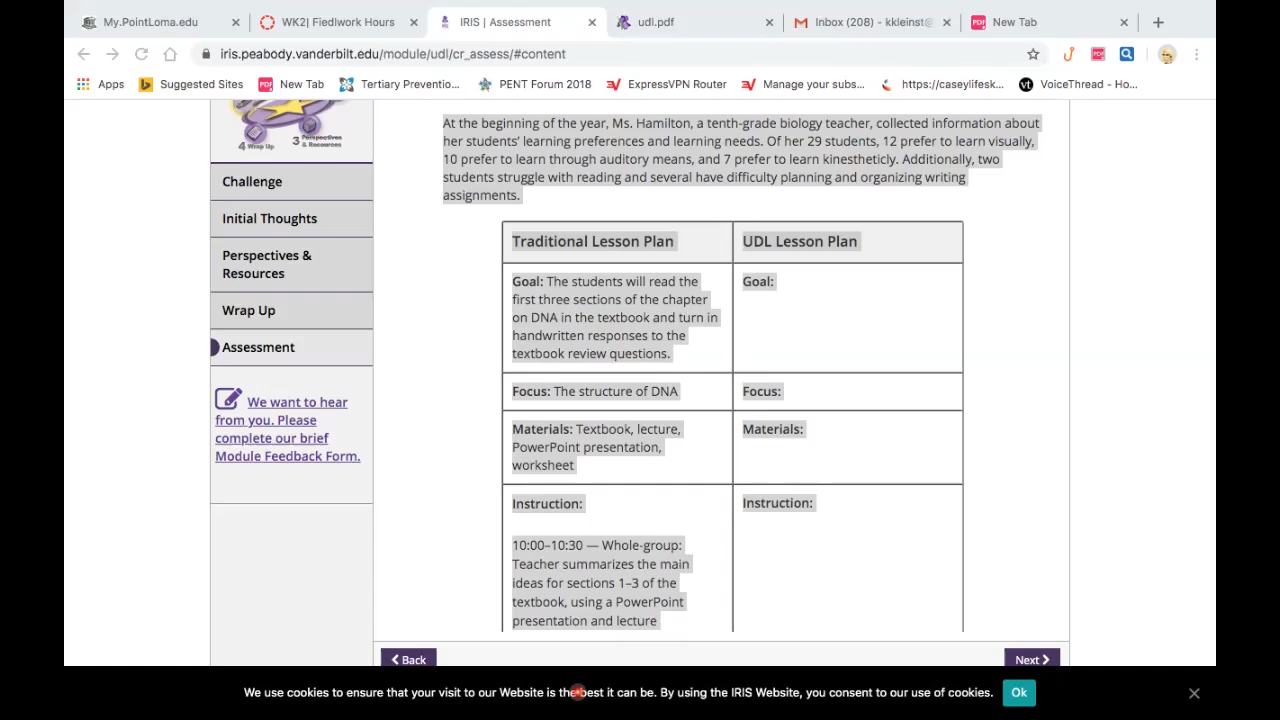 My.PointLoma.edu
WK2| Fiedlwork Hours
IRIS | Assessment
udl.pdf
Inbox (208) - kkleinst@
New Tab
iris.peabody.vanderbilt.edu/module/udl/cr_assess/#content
Apps
Suggested Sites
New Tab
Tertiary Preventio...
PENT Forum 2018
ExpressVPN Router
Manage your subs...
https://caseylifesk...
VoiceThread - Ho...
4 Wrap Up
3 Perspectives & Resources
Challenge
Initial Thoughts
Perspectives &
Resources
Wrap Up
Assessment
We want to hear
from you. Please
complete our brief
Module Feedback Form.
At the beginning of the year, Ms. Hamilton, a tenth-grade biology teacher, collected information about
her students' learning preferences and learning needs. Of her 29 students, 12 prefer to learn visually,
10 prefer to learn through auditory means, and 7 prefer to learn kinestheticly. Additionally, two
students struggle with reading and several have difficulty planning and organizing writing
assignments.
Traditional Lesson Plan
UDL Lesson Plan
Goal: The students will read the
first three sections of the chapter
on DNA in the textbook and turn in
handwritten responses to the
textbook review questions.
Goal:
Focus: The structure of DNA
Focus:
Materials: Textbook, lecture,
PowerPoint presentation,
worksheet
Materials:
Instruction:
10:00–10:30 — Whole-group:
Teacher summarizes the main
ideas for sections 1–3 of the
textbook, using a PowerPoint
presentation and lecture
Instruction:
Back
Next
We use cookies to ensure that your visit to our Website is the best it can be. By using the IRIS Website, you consent to our use of cookies.
Ok